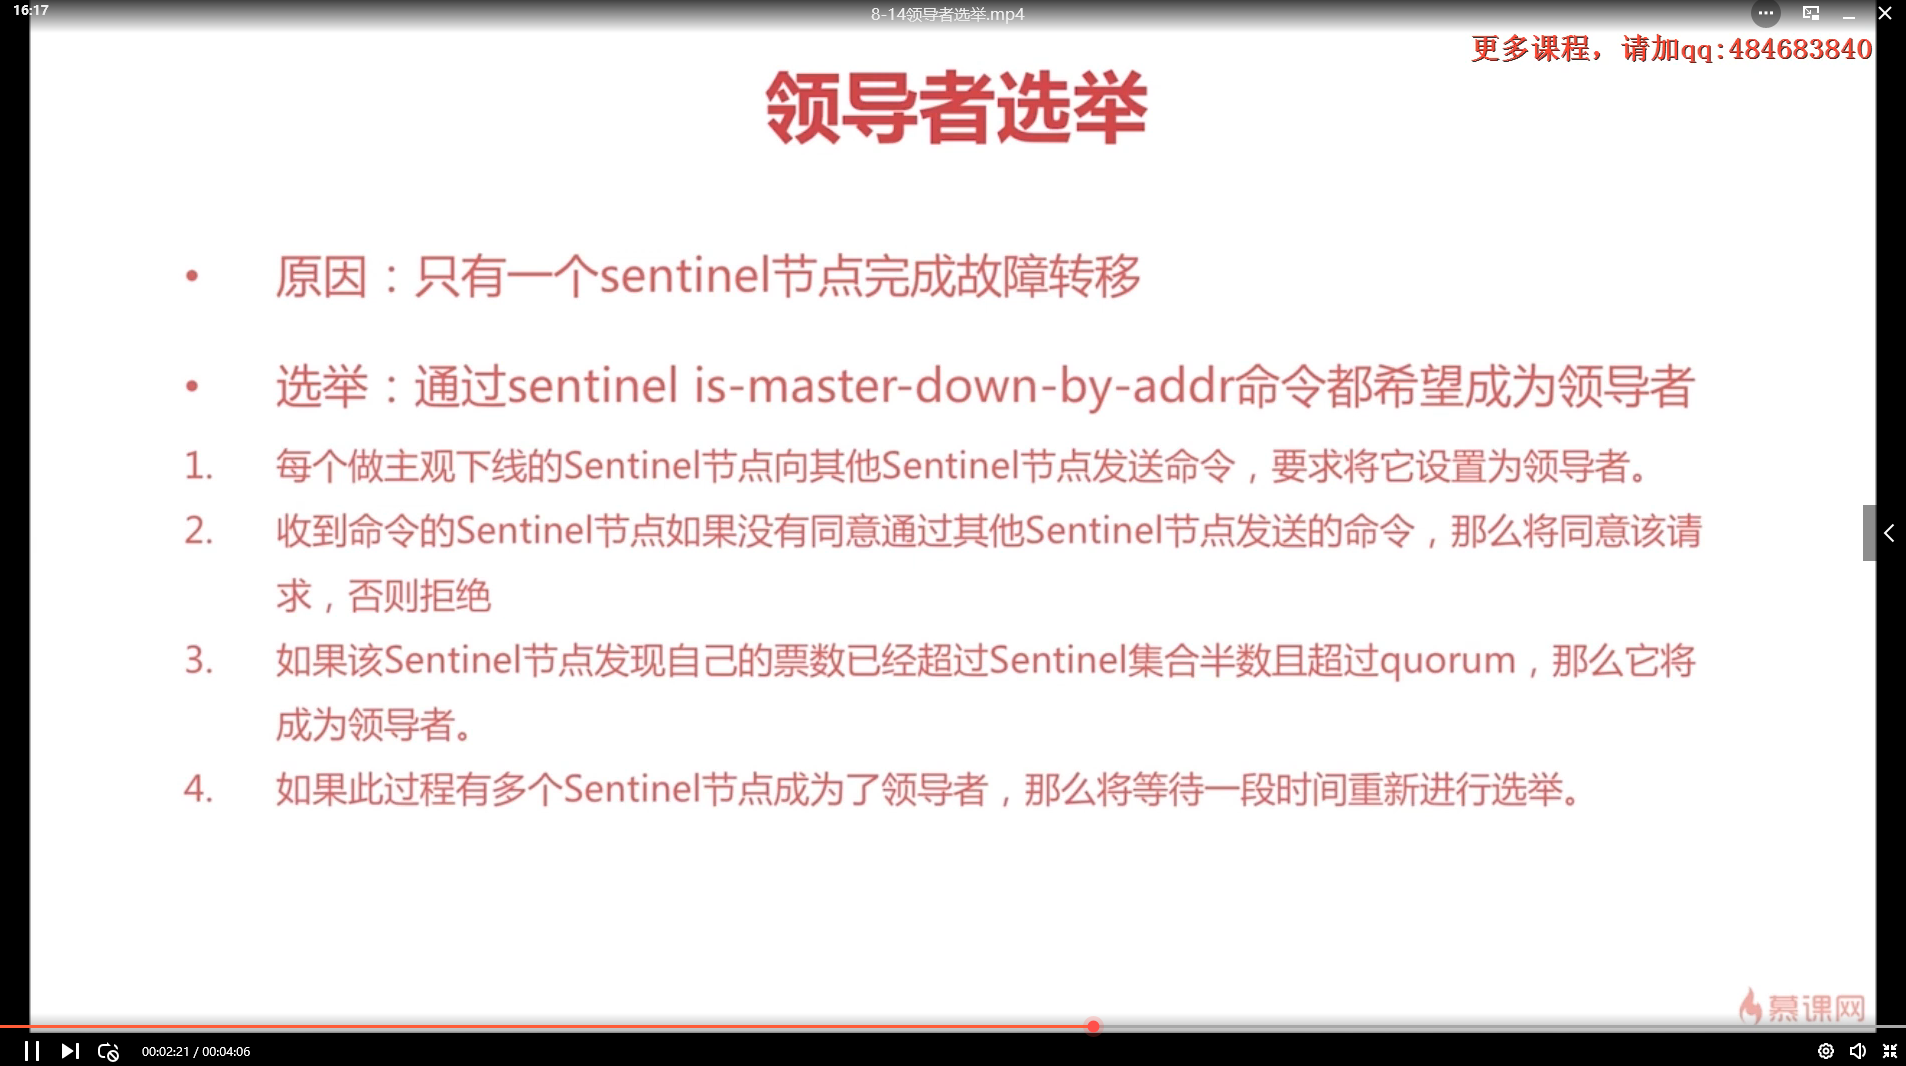 16:17
8-14领导者选举.mp4
更多课程，请加qq:484683840
领导者选举
• 原因：只有一个sentinel节点完成故障转移
• 选举：通过sentinel is-master-down-by-addr命令都希望成为领导者
1. 每个做主观下线的Sentinel节点向其他Sentinel节点发送命令，要求将它设置为领导者。
2. 收到命令的Sentinel节点如果没有同意通过其他Sentinel节点发送的命令，那么将同意该请
求，否则拒绝
3. 如果该Sentinel节点发现自己的票数已经超过Sentinel集合半数且超过quorum，那么它将
成为领导者。
4. 如果此过程有多个Sentinel节点成为了领导者，那么将等待一段时间重新进行选举。
慕课网
00:02:21 / 00:04:06